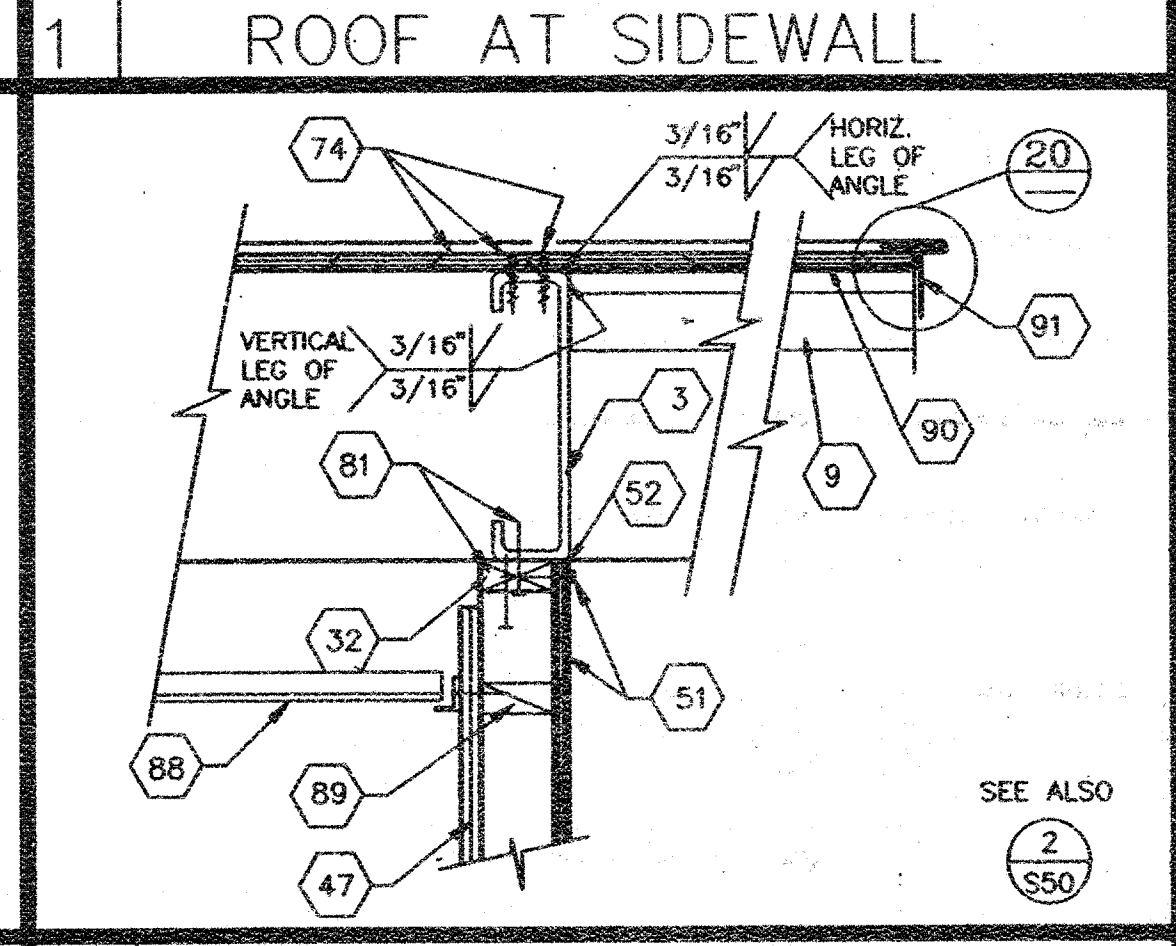 1 ROOF AT SIDEWALL
74
3/16"
3/16"
HORIZ.
LEG OF
ANGLE
20
VERTICAL
LEG OF
ANGLE
3/16"
3/16"
91
3
90
81
52
9
32
51
88
89
47
SEE ALSO
2
S50